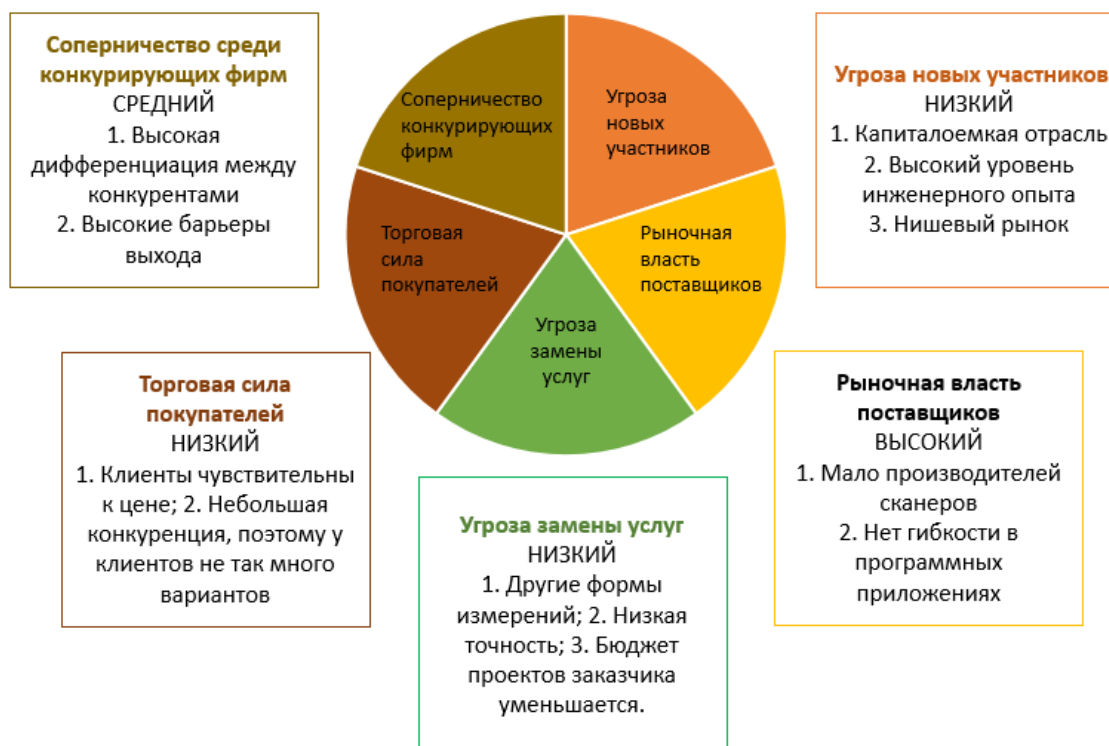 Соперничество среди
конкурирующих фирм
СРЕДНИЙ
1. Высокая
дифференциация между
конкурентами
2. Высокие барьеры
выхода
Соперничество
конкурирующих
фирм
Угроза
новых
участников
Торговая
сила
покупателей
Рыночная
власть
поставщиков
Угроза
замены
услуг
Угроза новых участников
НИЗКИЙ
1. Капиталоемкая отрасль
2. Высокий уровень
инженерного опыта
3. Нишевый рынок
Торговая сила
покупателей
НИЗКИЙ
1. Клиенты чувствительны
к цене; 2. Небольшая
конкуренция, поэтому у
клиентов не так много
вариантов
Угроза замены услуг
НИЗКИЙ
1. Другие формы
измерений; 2. Низкая
точность; 3. Бюджет
проектов заказчика
уменьшается.
Рыночная власть
поставщиков
ВЫСОКИЙ
1. Мало производителей
сканеров
2. Нет гибкости в
программных
приложениях